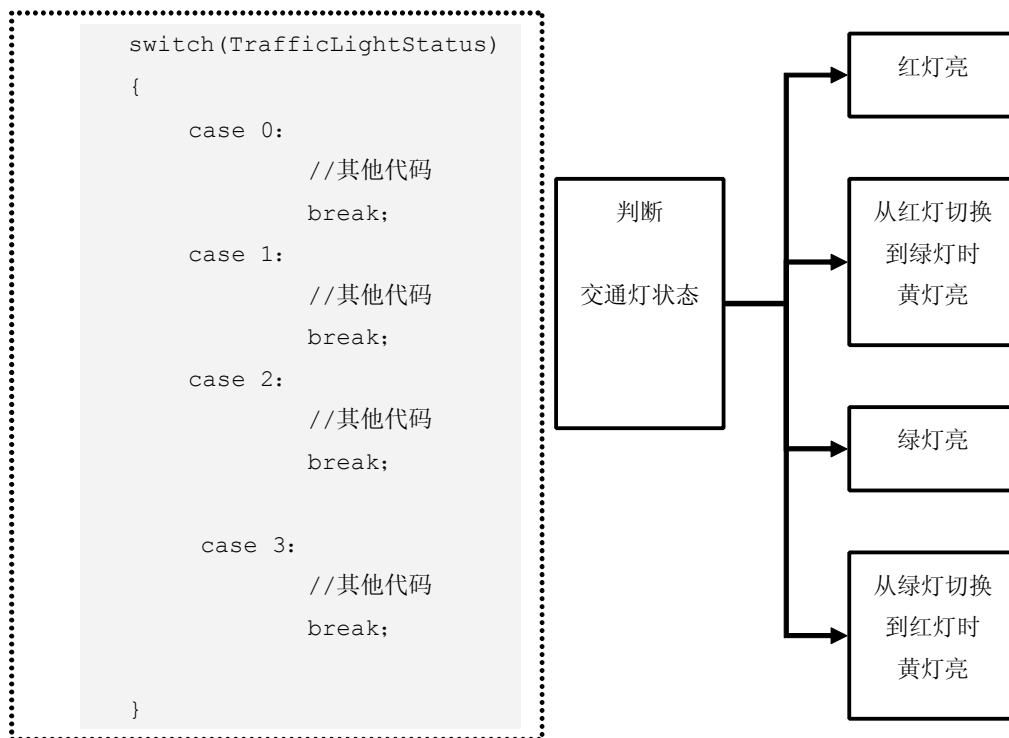 switch(TrafficLightStatus)
{
case 0:
//其他代码
break;
case 1:
//其他代码
break;
case 2:
//其他代码
break;
case 3:
//其他代码
break;
}
判断
交通灯状态
红灯亮
从红灯切换
到绿灯时
黄灯亮
绿灯亮
从绿灯切换
到红灯时
黄灯亮